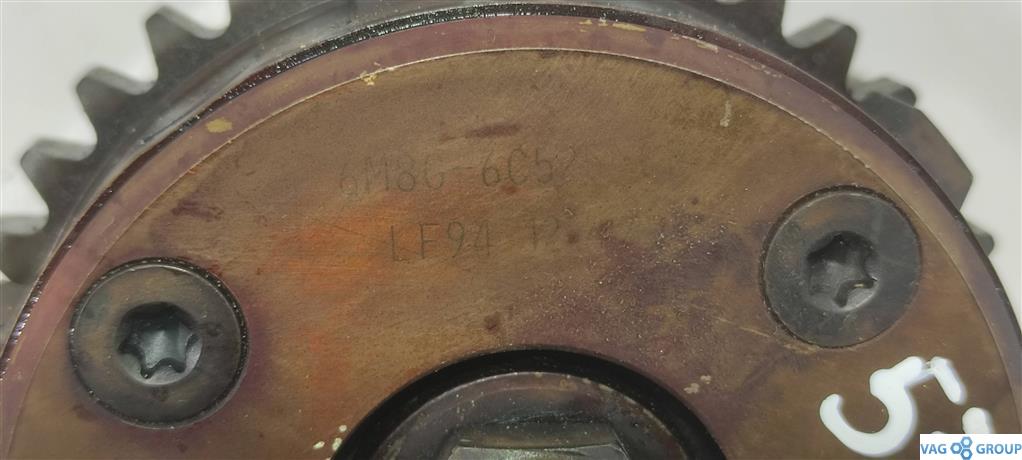 6M8G-6C52
LF94 12
5.
VAG GROUP